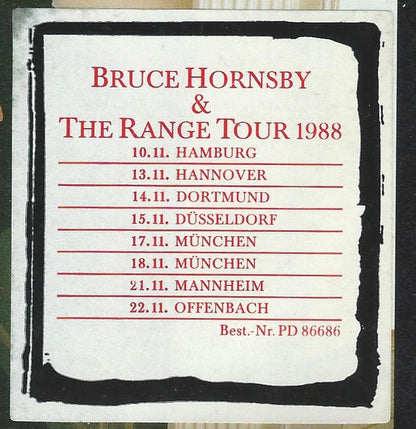 BRUCE HORNSBY
&
THE RANGE TOUR 1988
10.11. HAMBURG
13.11. HANNOVER
14.11. DORTMUND
15.11. DÜSSELDORF
17.11. MÜNCHEN
18.11. MÜNCHEN
21.11. MANNHEIM
22.11. OFFENBACH
Best.-Nr. PD 86686